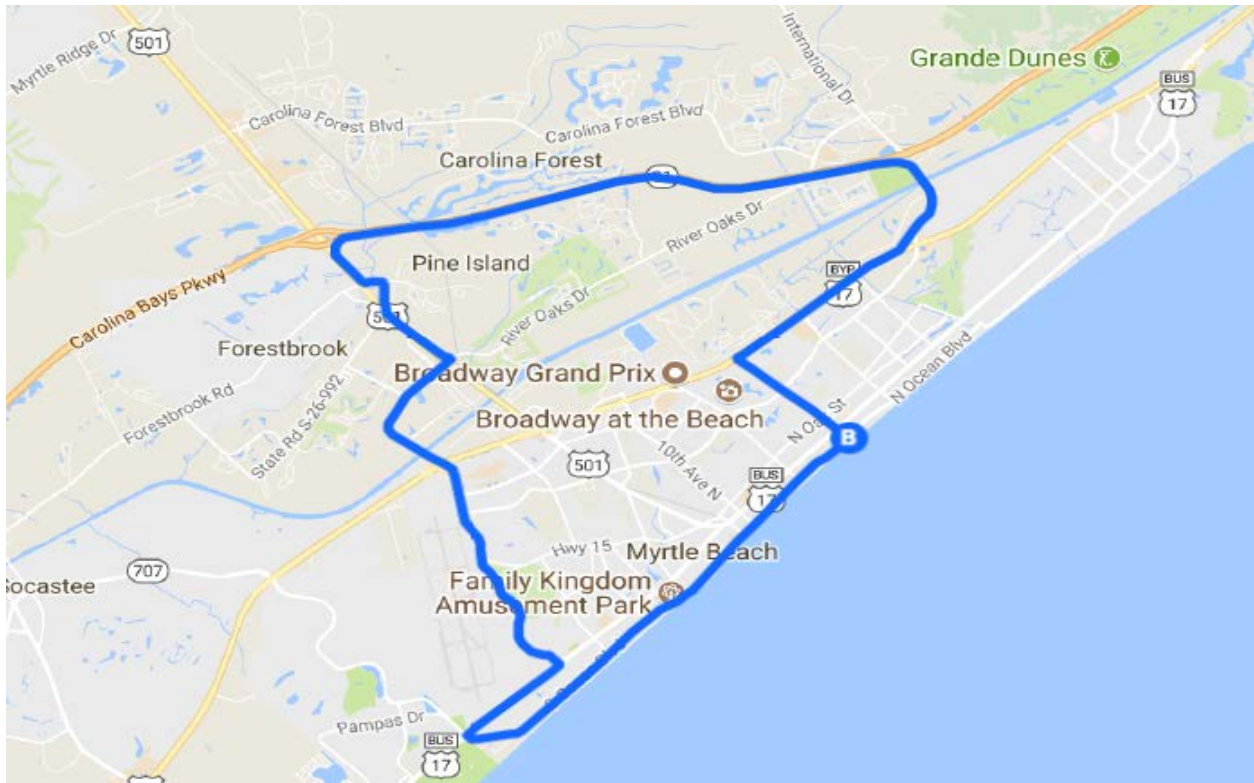 Myrtle Ridge Dr
501
International Dr
Grande Dunes
BUS
17
Carolina Forest Blvd
Carolina Forest Blvd
Carolina Forest
River Oaks Dr
Pine Island
Carolina Bays Pkwy
BYP
17
501
River Oaks Dr
Forestbrook
N Ocean Blvd
Broadway Grand Prix
Forestbrook Rd
State Rd S-26-992
Broadway at the Beach
B
10th Ave N
501
BUS
17
Hwy 15
Myrtle Beach
707
Socastee
Family Kingdom
Amusement Park
Pampas Dr
BUS
17